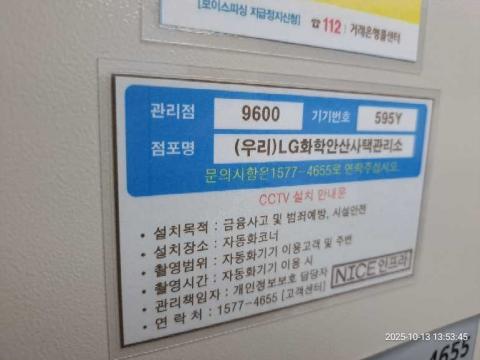 [보이스피싱 지급정지신청]
☎112 : 거래은행콜센터
관리점 9600 기기번호 595Y
점포명 (우리)LG화학안산사택관리소
문의사항은1577-4655로 연락주십시오.
CCTV 설치 안내문
• 설치목적 : 금융사고 및 범죄예방, 시설안전
• 설치장소 : 자동화코너
• 촬영범위 : 자동화기기 이용고객 및 주변
• 촬영시간 : 자동화기기 이용 시
• 관리책임자 : 개인정보보호 담당자
• 연 락 처 : 1577-4655 [고객센터]
NICE인프라
4655
2025-10-13 13:53:45